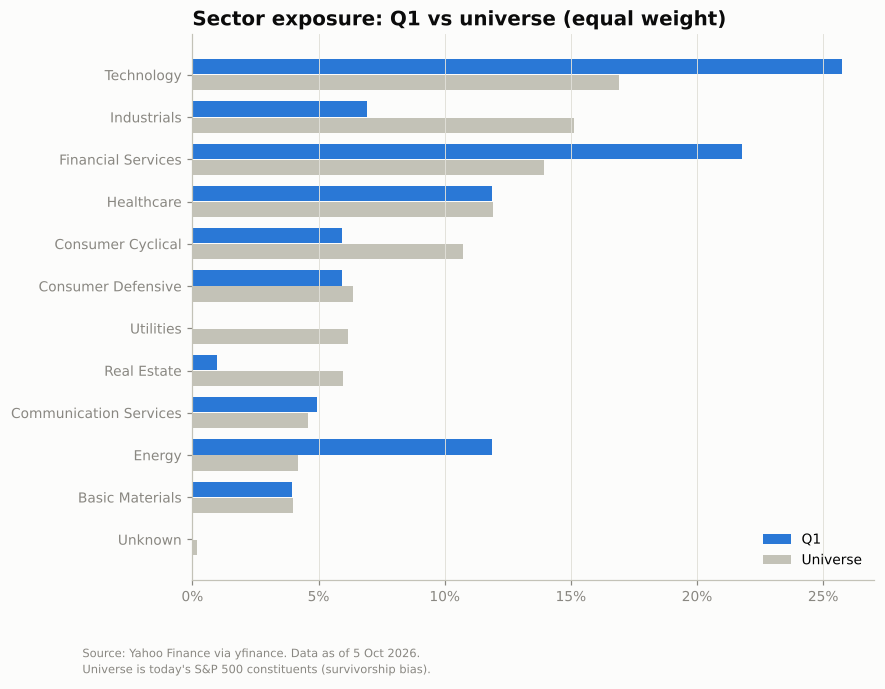 Sector exposure: Q1 vs universe (equal weight)
Technology
Industrials
Financial Services
Healthcare
Consumer Cyclical
Consumer Defensive
Utilities
Real Estate
Communication Services
Energy
Basic Materials
Unknown
Q1
Universe
0% 5% 10% 15% 20% 25%
Source: Yahoo Finance via yfinance. Data as of 5 Oct 2026.
Universe is today's S&P 500 constituents (survivorship bias).